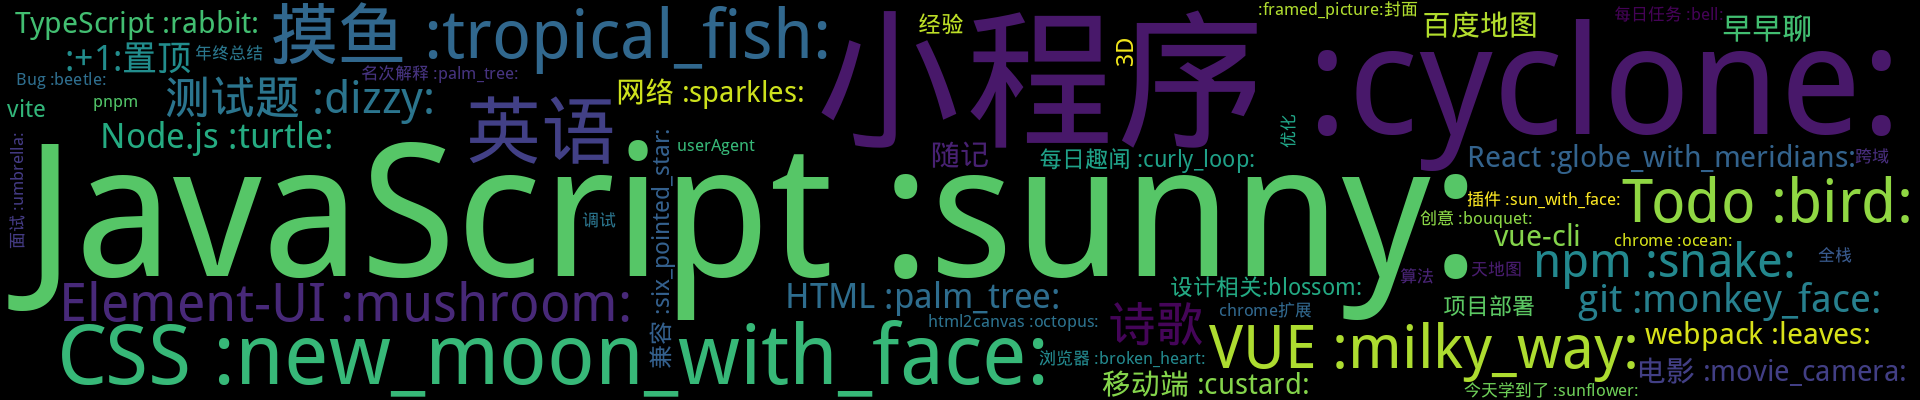 TypeScript :rabbit:
摸鱼 :tropical_fish:
小程序 :cyclone:
经验
3D
:framed_picture:封面
百度地图
每日任务 :bell:
早早聊
:+1:置顶
年终总结
Bug :beetle:
名次解释 :palm_tree:
vite
pnpm
测试题 :dizzy:
英语
网络 :sparkles:
Node.js :turtle:
userAgent
优化
随记
每日趣闻 :curly_loop:
React :globe_with_meridians:
跨域
面试 :umbrella:
JavaScript :sunny:
调试
兼容 :six_pointed_star:
插件 :sun_with_face:
Todo :bird:
创意 :bouquet:
vue-cli
chrome :ocean:
算法
天地图
npm :snake:
全栈
Element-UI :mushroom:
HTML :palm_tree:
设计相关:blossom:
chrome扩展
项目部署
git :monkey_face:
html2canvas :octopus:
诗歌
CSS :new_moon_with_face:
浏览器 :broken_heart:
VUE :milky_way:
webpack :leaves:
移动端 :custard:
今天学到了 :sunflower:
电影 :movie_camera: